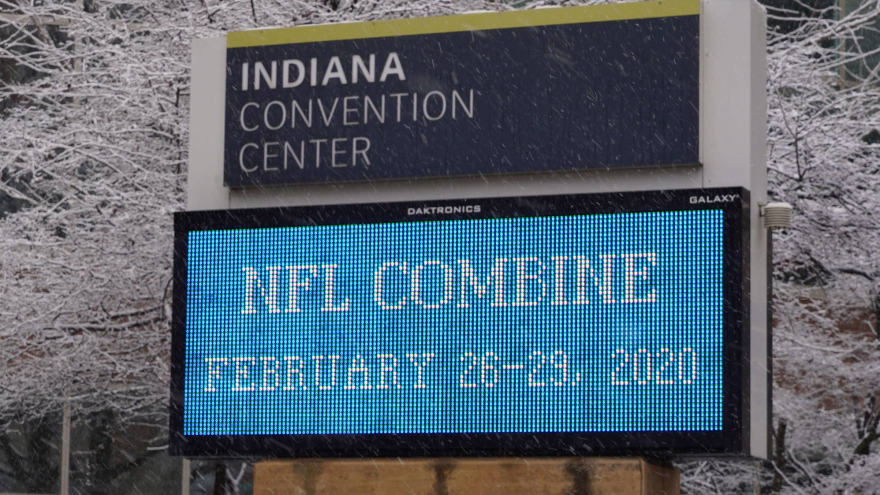 INDIANA
CONVENTION
CENTER
DAKTRONICS
GALAXY
NFL COMBINE
FEBRUARY 26-29, 2020